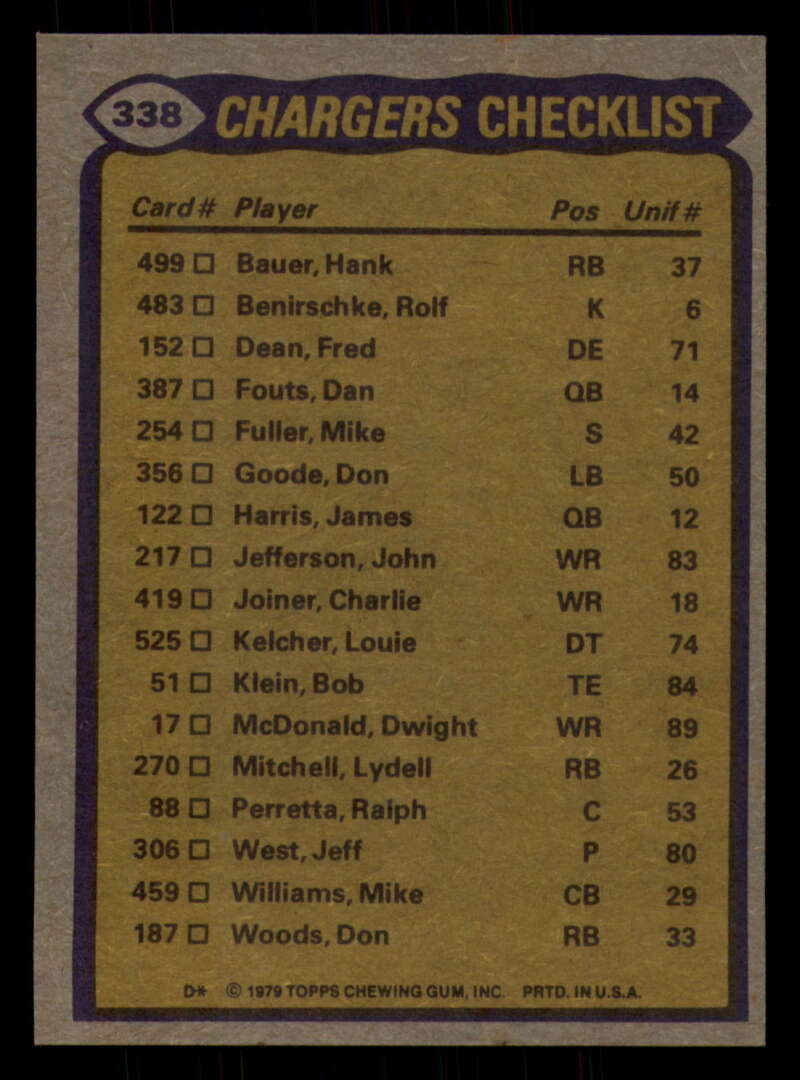 338 CHARGERS CHECKLIST
Card# Player Pos Unif#
499 □ Bauer, Hank RB 37
483 □ Benirschke, Rolf K 6
152 □ Dean, Fred DE 71
387 □ Fouts, Dan QB 14
254 □ Fuller, Mike S 42
356 □ Goode, Don LB 50
122 □ Harris, James QB 12
217 □ Jefferson, John WR 83
419 □ Joiner, Charlie WR 18
525 □ Kelcher, Louie DT 74
51 □ Klein, Bob TE 84
17 □ McDonald, Dwight WR 89
270 □ Mitchell, Lydell RB 26
88 □ Perretta, Ralph C 53
306 □ West, Jeff P 80
459 □ Williams, Mike CB 29
187 □ Woods, Don RB 33
D* © 1979 TOPPS CHEWING GUM, INC. PRTD. IN U.S.A.